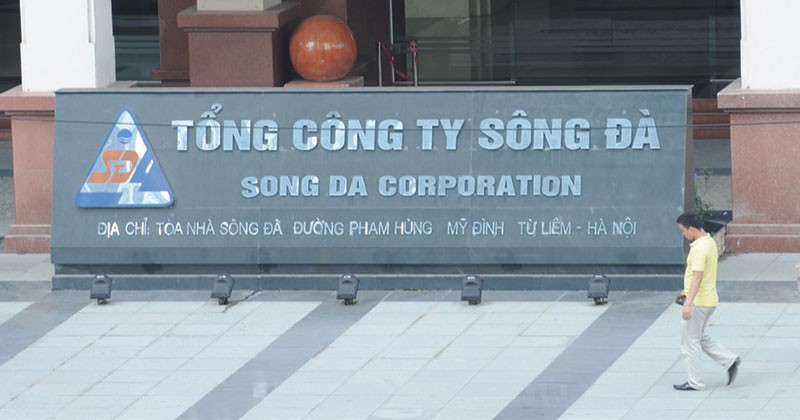 TỔNG CÔNG TY SÔNG ĐÀ
SONG DA CORPORATION
ĐỊA CHỈ: TÒA NHÀ SÔNG ĐÀ ĐƯỜNG PHẠM HÙNG MỸ ĐÌNH TỪ LIÊM - HÀ NỘI